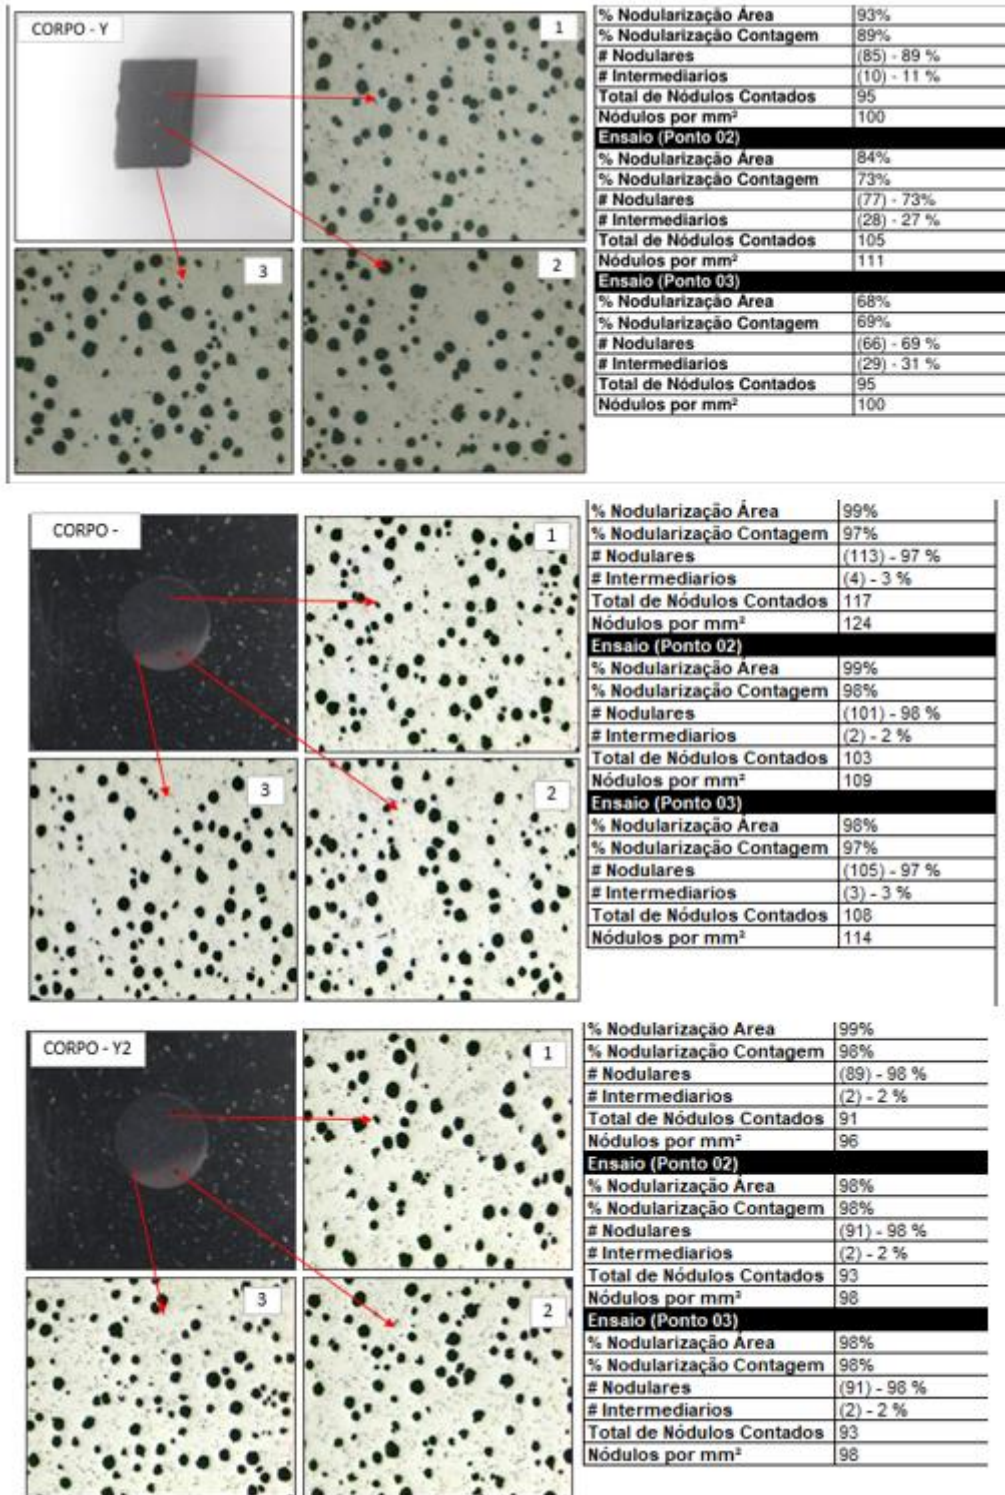 CORPO - Y
1
3
2
% Nodularização Área 93%
% Nodularização Contagem 89%
# Nodulares (85) - 89 %
# Intermediarios (10) - 11 %
Total de Nódulos Contados 95
Nódulos por mm² 100
Ensaio (Ponto 02)
% Nodularização Área 84%
% Nodularização Contagem 73%
# Nodulares (77) - 73%
# Intermediarios (28) - 27 %
Total de Nódulos Contados 105
Nódulos por mm² 111
Ensaio (Ponto 03)
% Nodularização Área 68%
% Nodularização Contagem 69%
# Nodulares (66) - 69 %
# Intermediarios (29) - 31 %
Total de Nódulos Contados 95
Nódulos por mm² 100
CORPO -
1
3
2
% Nodularização Área 99%
% Nodularização Contagem 97%
# Nodulares (113) - 97 %
# Intermediarios (4) - 3 %
Total de Nódulos Contados 117
Nódulos por mm² 124
Ensaio (Ponto 02)
% Nodularização Área 99%
% Nodularização Contagem 98%
# Nodulares (101) - 98 %
# Intermediarios (2) - 2 %
Total de Nódulos Contados 103
Nódulos por mm² 109
Ensaio (Ponto 03)
% Nodularização Área 98%
% Nodularização Contagem 97%
# Nodulares (105) - 97 %
# Intermediarios (3) - 3 %
Total de Nódulos Contados 108
Nódulos por mm² 114
CORPO - Y2
1
3
2
% Nodularização Área 99%
% Nodularização Contagem 98%
# Nodulares (89) - 98 %
# Intermediarios (2) - 2 %
Total de Nódulos Contados 91
Nódulos por mm² 96
Ensaio (Ponto 02)
% Nodularização Área 98%
% Nodularização Contagem 98%
# Nodulares (91) - 98 %
# Intermediarios (2) - 2 %
Total de Nódulos Contados 93
Nódulos por mm² 98
Ensaio (Ponto 03)
% Nodularização Área 98%
% Nodularização Contagem 98%
# Nodulares (91) - 98 %
# Intermediarios (2) - 2 %
Total de Nódulos Contados 93
Nódulos por mm² 98